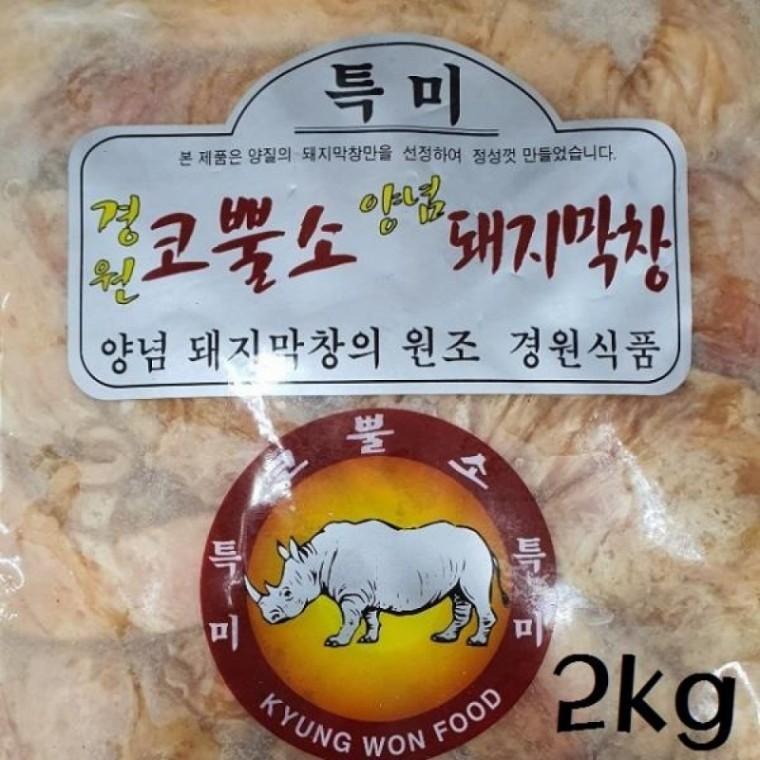 특미
본 제품은 양질의 돼지막창만을 선정하여 정성껏 만들었습니다.
경원 코뿔소 양념 돼지막창
양념 돼지막창의 원조 경원식품
코뿔소
특미
특미
KYUNG WON FOOD
2kg